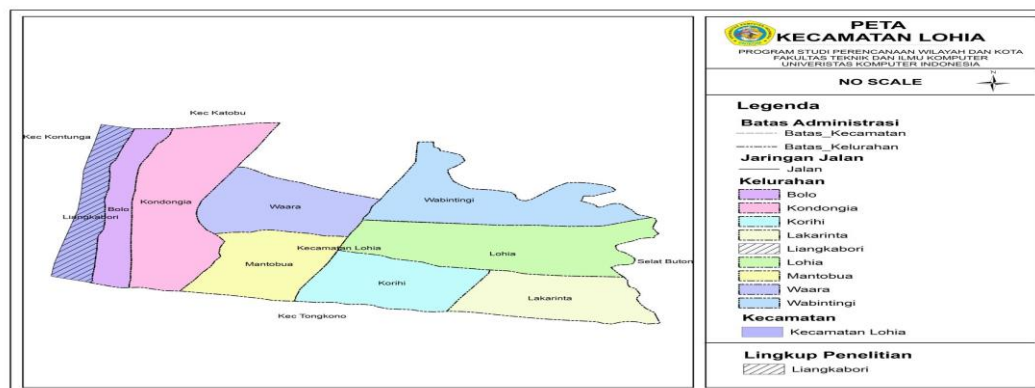 Kec Katobu
Kec Kontunga
Liangkabori
Bolo
Kondongia
Waara
Wabintingi
Kecamatan Lohia
Lohia
Selat Buton
Mantobua
Korihi
Lakarinta
Kec Tongkono
PETA
KECAMATAN LOHIA
PROGRAM STUDI PERENCANAAN WILAYAH DAN KOTA
FAKULTAS TEKNIK DAN ILMU KOMPUTER
UNIVERISTAS KOMPUTER INDONESIA
NO SCALE
N
Legenda
Batas Administrasi
Batas_Kecamatan
Batas_Kelurahan
Jaringan Jalan
Jalan
Kelurahan
Bolo
Kondongia
Korihi
Lakarinta
Liangkabori
Lohia
Mantobua
Waara
Wabintingi
Kecamatan
Kecamatan Lohia
Lingkup Penelitian
Liangkabori